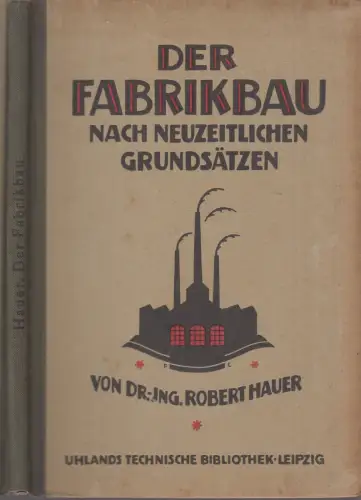 Hauer, Der Fabrikbau
DER
FABRIKBAU
NACH NEUZEITLICHEN
GRUNDSÄTZEN
VON DR.-ING. ROBERT HAUER
UHLANDS TECHNISCHE BIBLIOTHEK·LEIPZIG